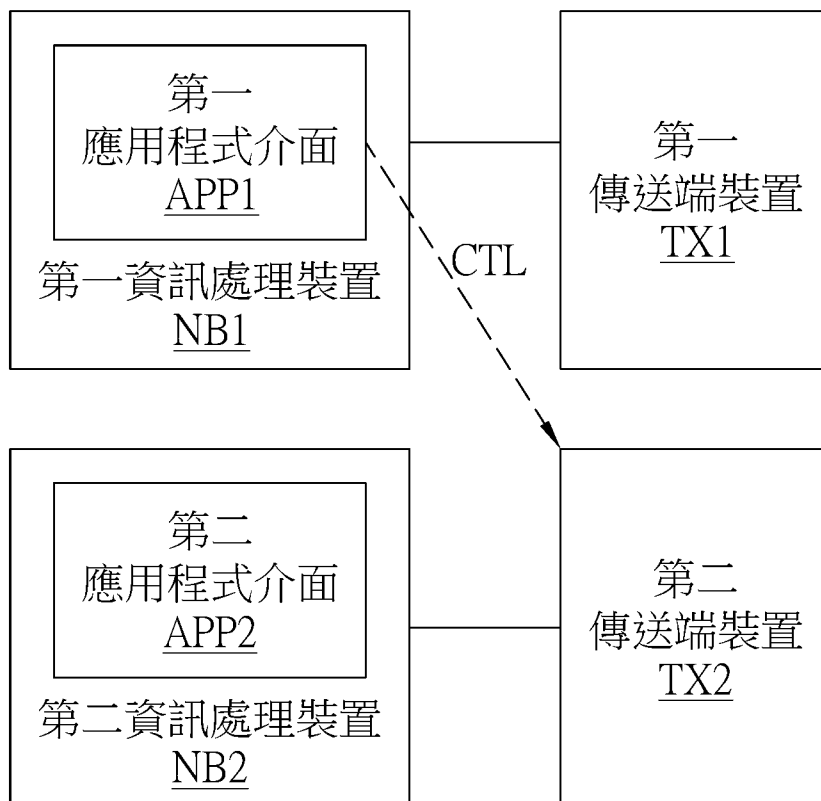 第一
應用程式介面
APP1
第一資訊處理裝置
NB1
第一
傳送端裝置
TX1
CTL
第二
應用程式介面
APP2
第二資訊處理裝置
NB2
第二
傳送端裝置
TX2